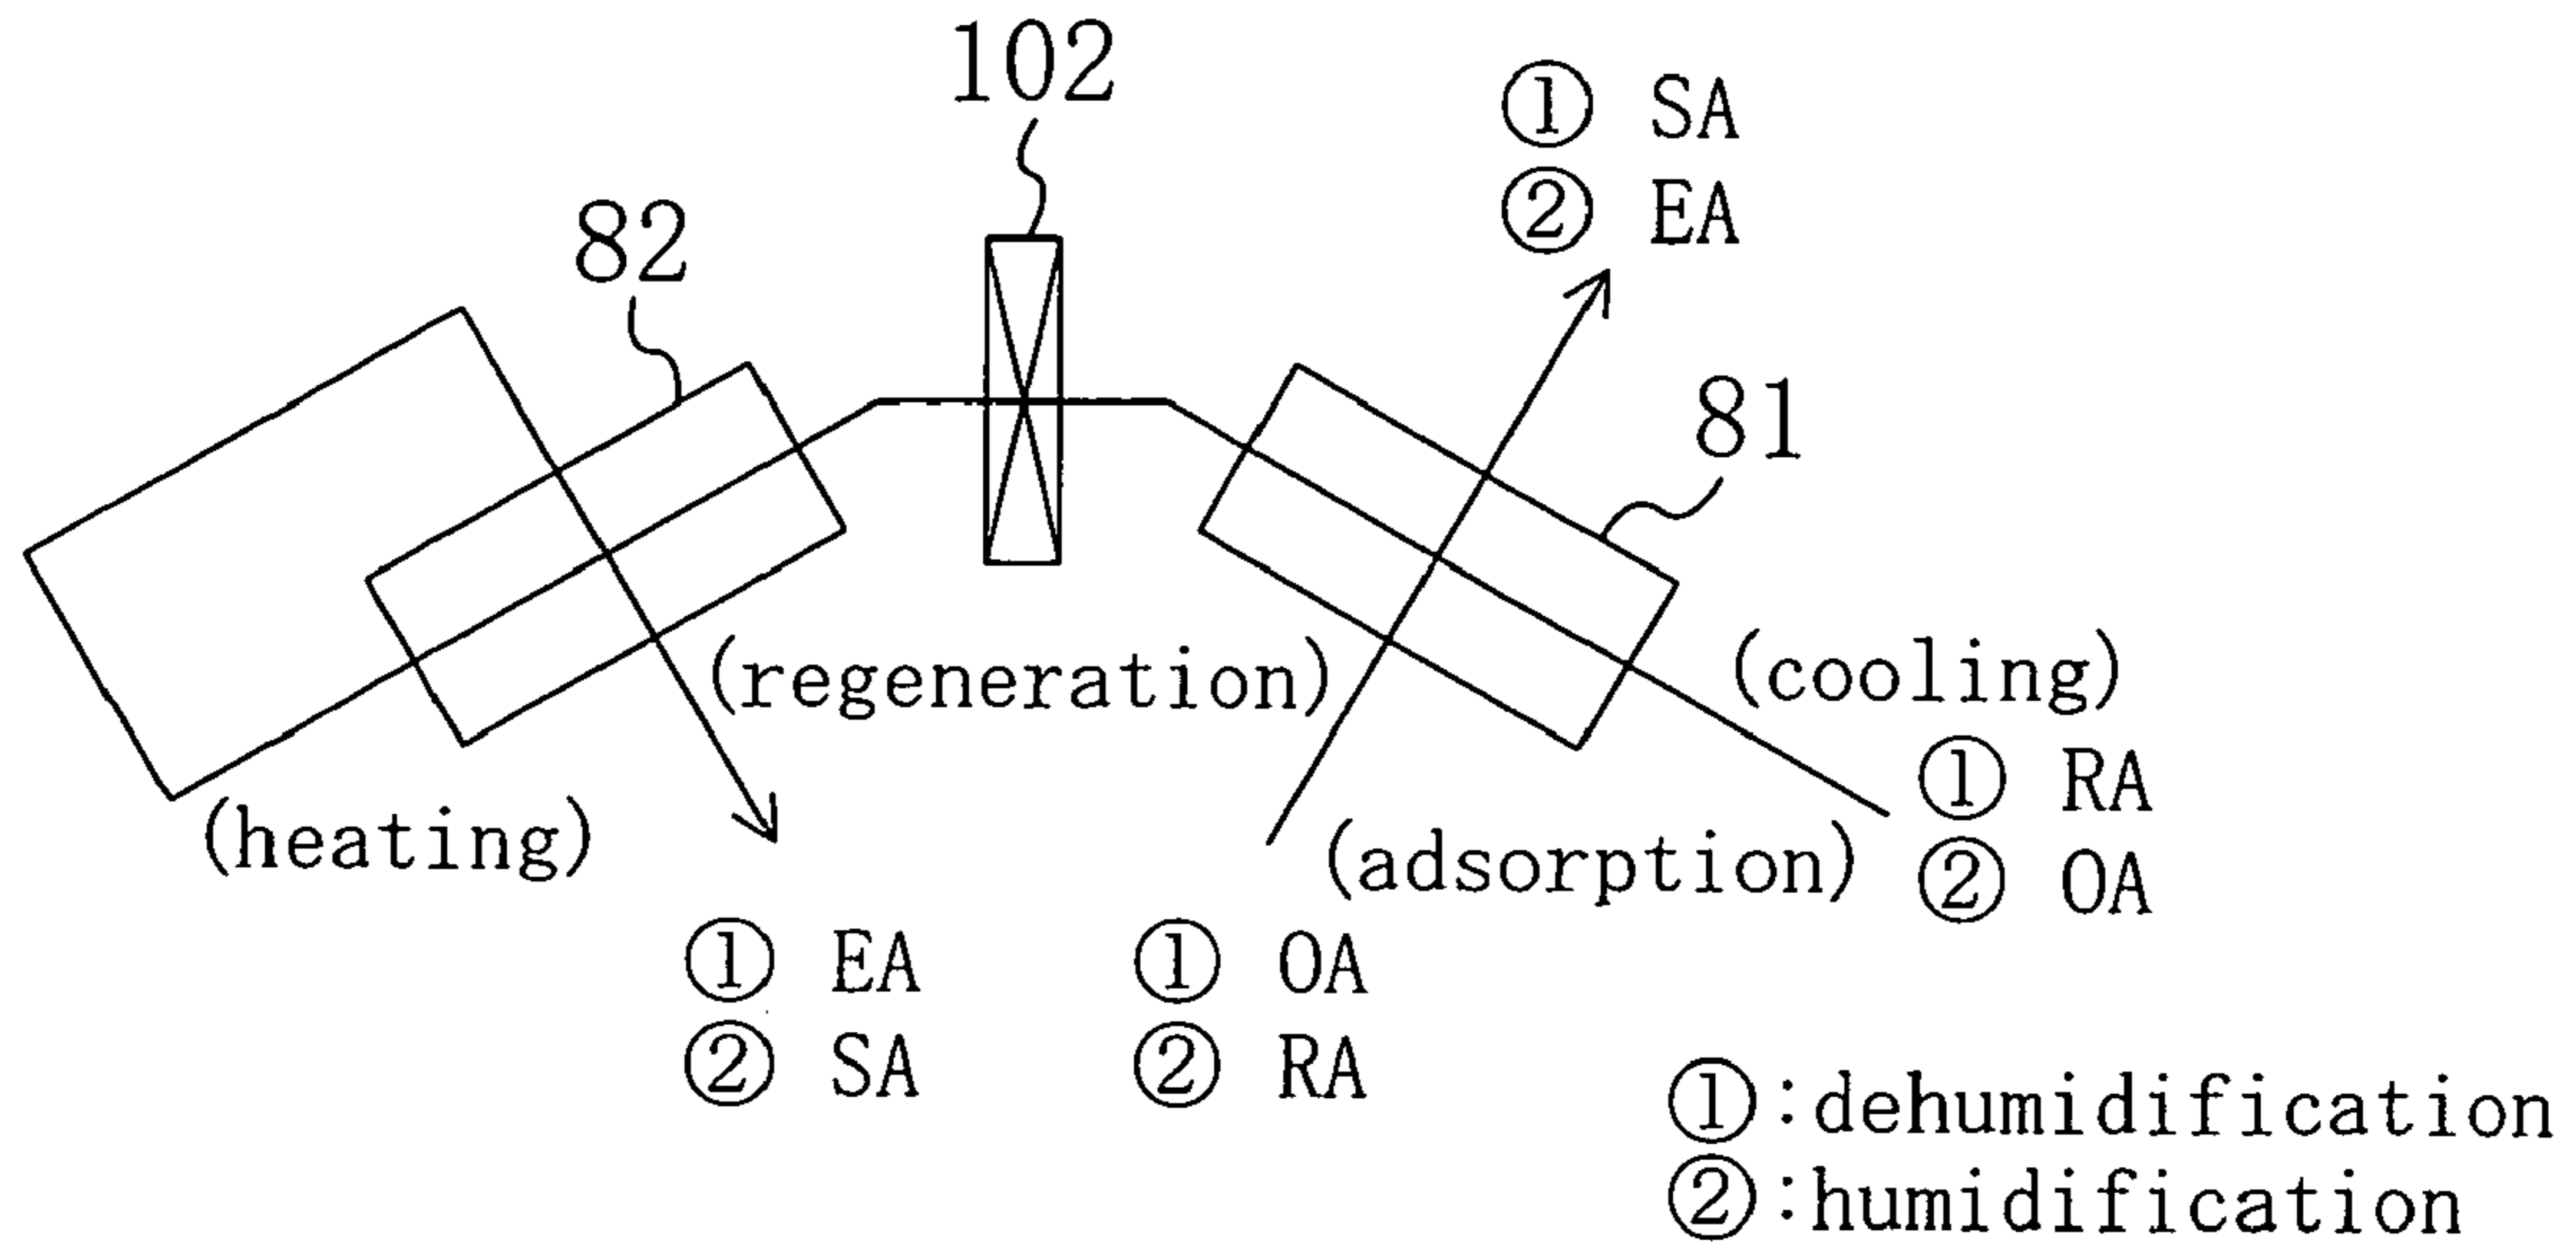 102
① SA
② EA
82
81
(regeneration)
(cooling)
① RA
② OA
(heating)
(adsorption)
① EA
② SA
① OA
② RA
①:dehumidification
②:humidification